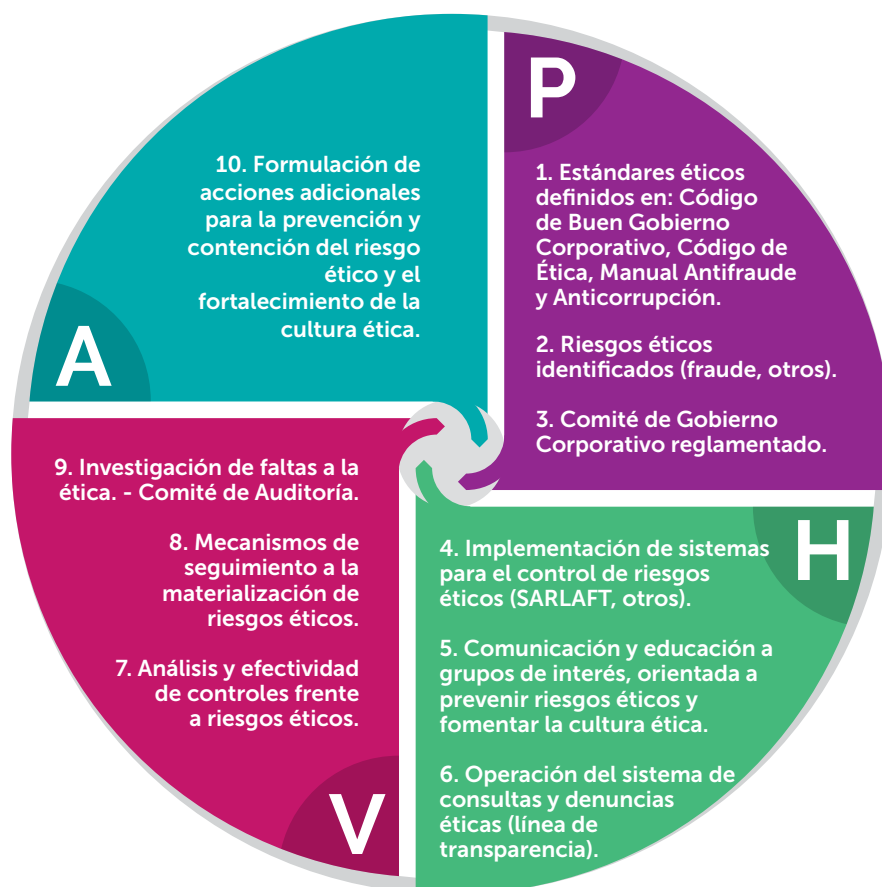 P
1. Estándares éticos
definidos en: Código
de Buen Gobierno
Corporativo, Código de
Ética, Manual Antifraude
y Anticorrupción.
2. Riesgos éticos
identificados (fraude, otros).
3. Comité de Gobierno
Corporativo reglamentado.
H
4. Implementación de sistemas
para el control de riesgos
éticos (SARLAFT, otros).
5. Comunicación y educación a
grupos de interés, orientada a
prevenir riesgos éticos y
fomentar la cultura ética.
6. Operación del sistema de
consultas y denuncias
éticas (línea de
transparencia).
V
9. Investigación de faltas a la
ética. - Comité de Auditoría.
8. Mecanismos de
seguimiento a la
materialización de
riesgos éticos.
7. Análisis y efectividad
de controles frente
a riesgos éticos.
A
10. Formulación de
acciones adicionales
para la prevención y
contención del riesgo
ético y el
fortalecimiento de la
cultura ética.